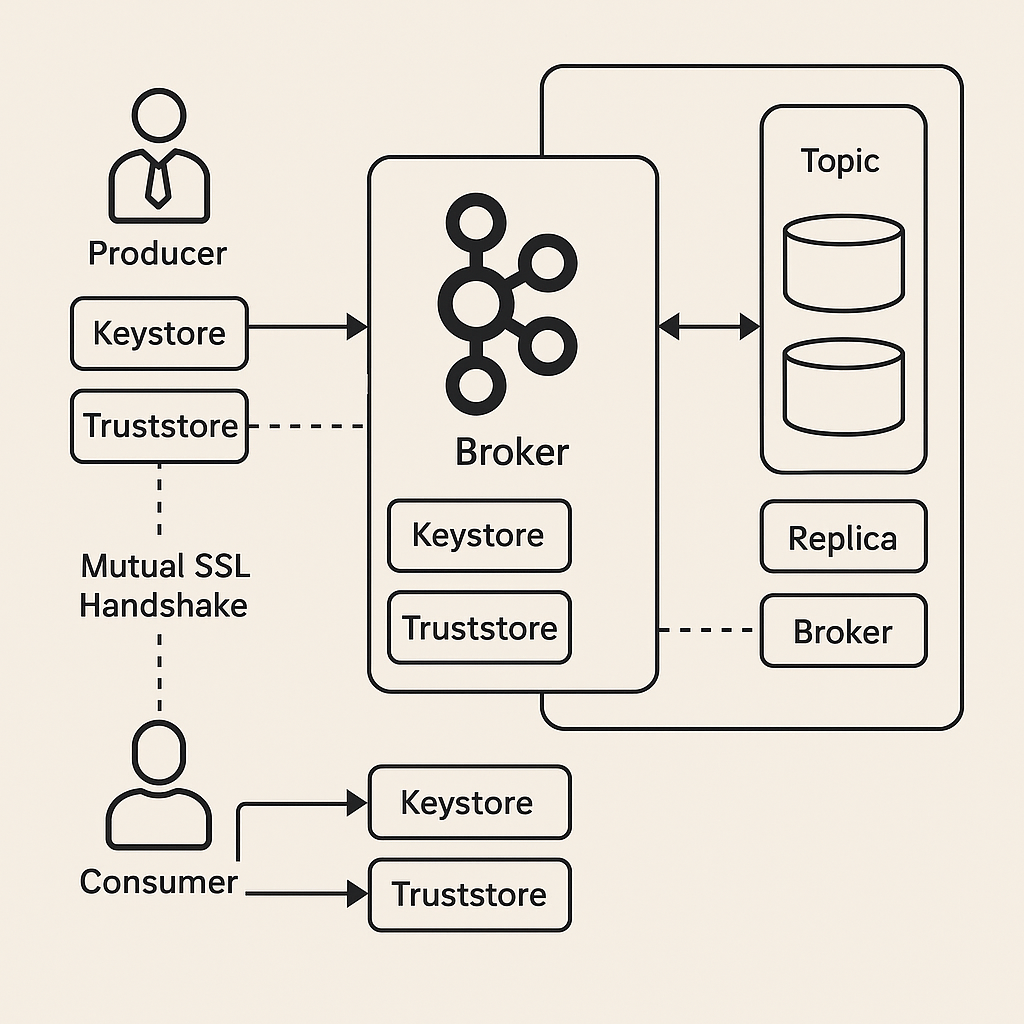 Producer
Keystore
Truststore
Mutual SSL
Handshake
Consumer
Broker
Keystore
Truststore
Topic
Replica
Broker
Keystore
Truststore